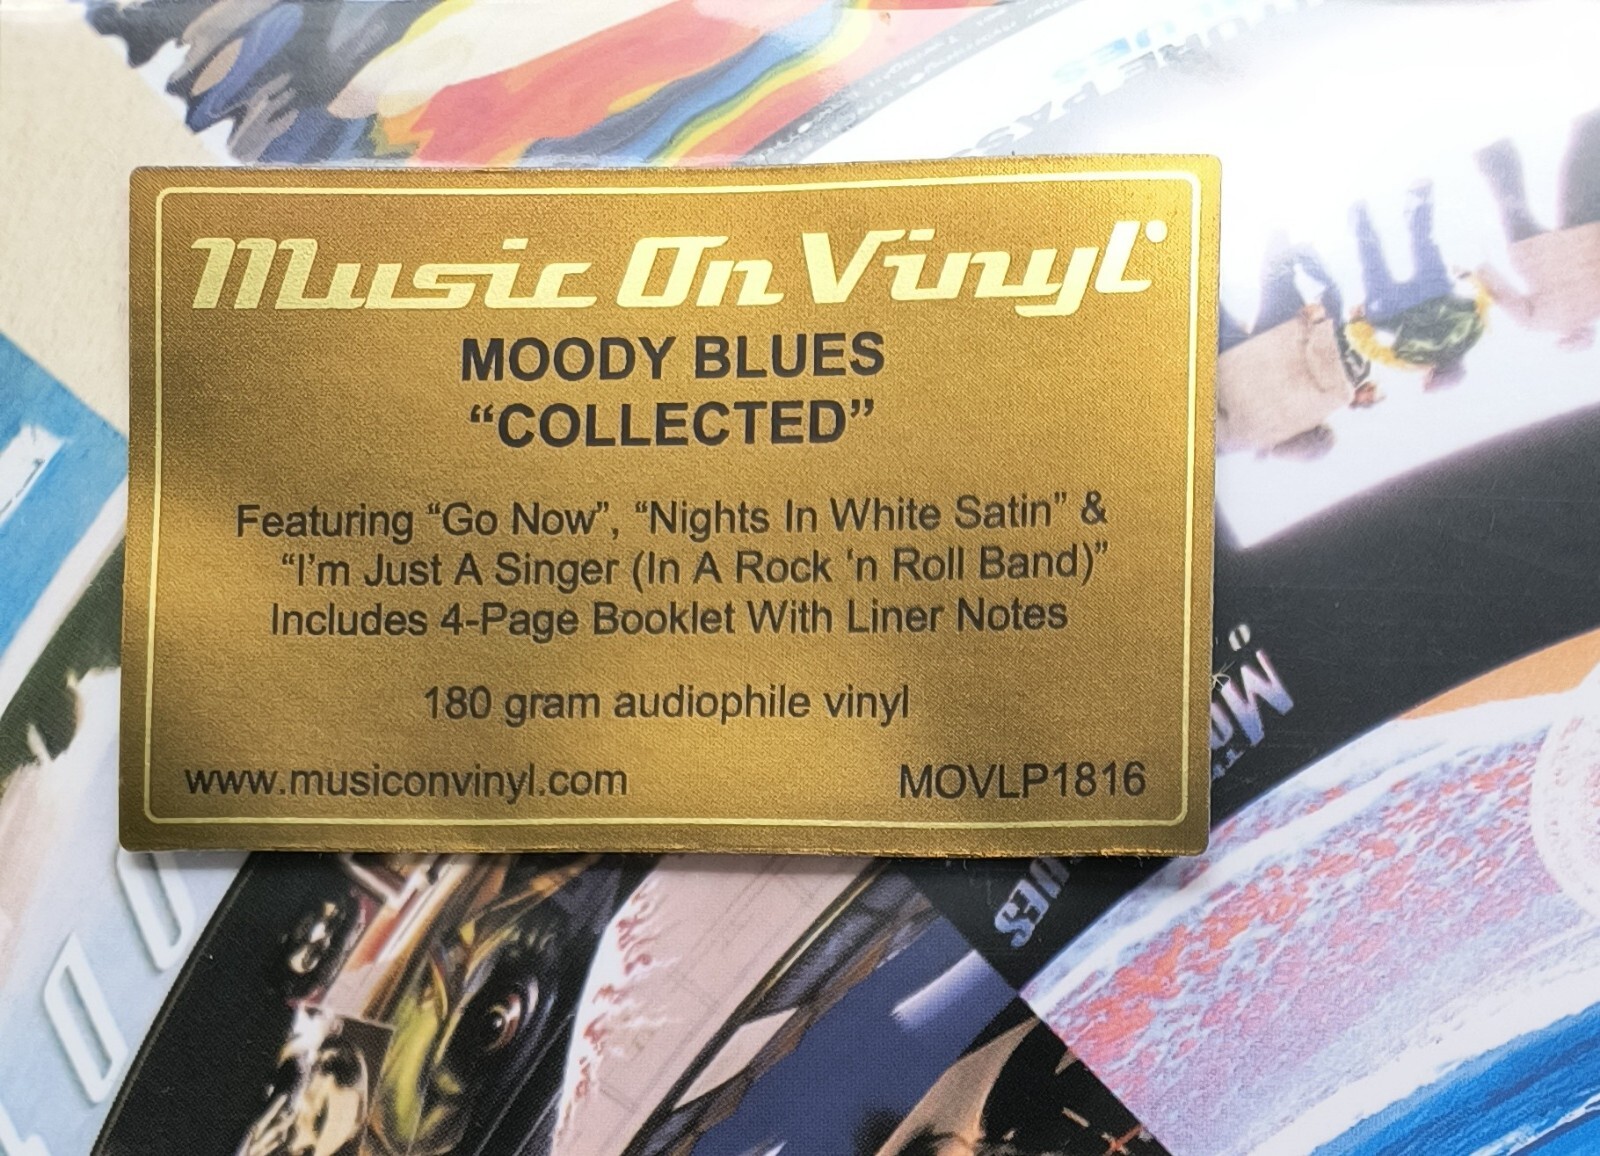 Music On Vinyl
MOODY BLUES
“COLLECTED”
Featuring “Go Now”, “Nights In White Satin” &
“I'm Just A Singer (In A Rock ‘n Roll Band)”
Includes 4-Page Booklet With Liner Notes
180 gram audiophile vinyl
www.musiconvinyl.com
MOVLP1816